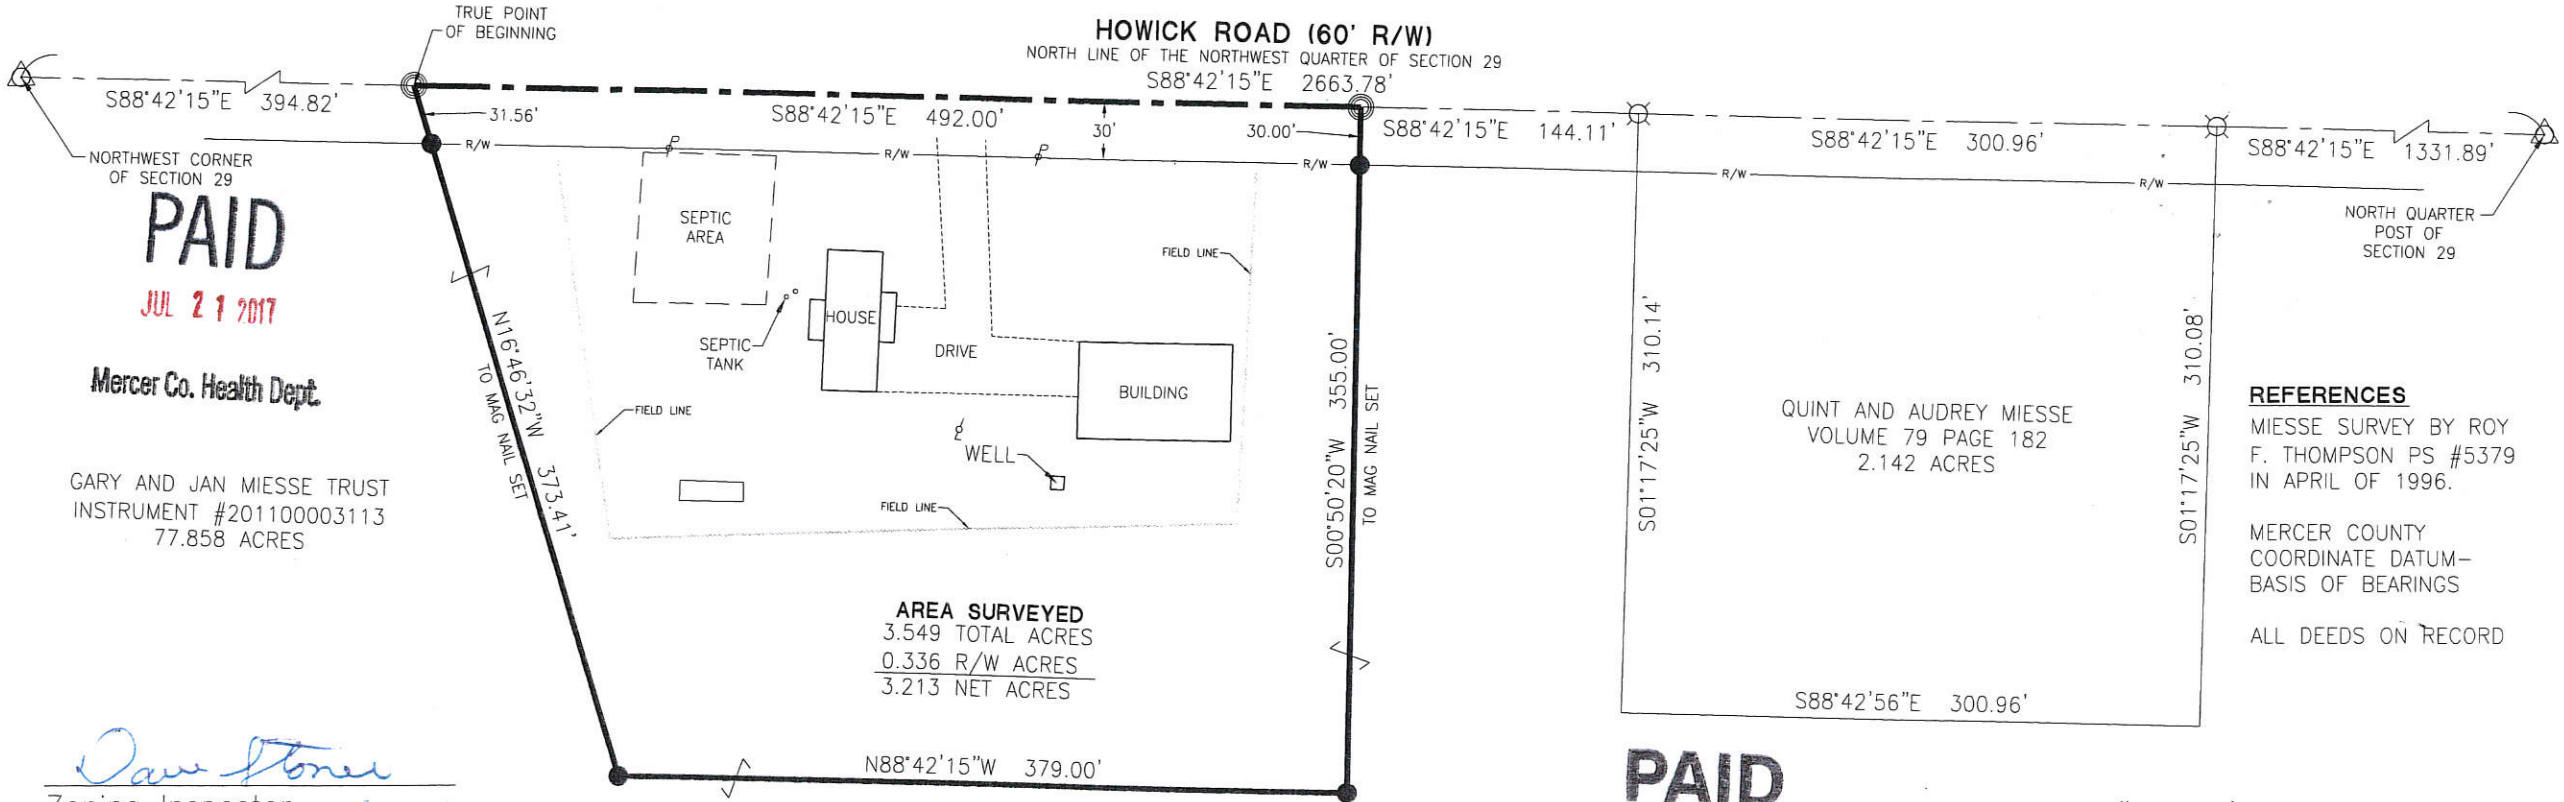 TRUE POINT
OF BEGINNING
HOWICK ROAD (60' R/W)
NORTH LINE OF THE NORTHWEST QUARTER OF SECTION 29
S88°42'15"E 2663.78'
S88°42'15"E 394.82'
31.56'
S88°42'15"E 492.00'
30'
30.00'
S88°42'15"E 144.11'
S88°42'15"E 300.96'
S88°42'15"E 1331.89'
R/W
R/W
R/W
R/W
R/W
NORTHWEST CORNER
OF SECTION 29
NORTH QUARTER
POST OF
SECTION 29
PAID
JUL 21 2017
Mercer Co. Health Dept.
SEPTIC
AREA
FIELD LINE
HOUSE
SEPTIC
TANK
DRIVE
BUILDING
FIELD LINE
WELL
FIELD LINE
N16°46'32"W 373.41'
TO MAG NAIL SET
S00°50'20"W 355.00'
TO MAG NAIL SET
S01°17'25"W 310.14'
S01°17'25"W 310.08'
GARY AND JAN MIESSE TRUST
INSTRUMENT #201100003113
77.858 ACRES
QUINT AND AUDREY MIESSE
VOLUME 79 PAGE 182
2.142 ACRES
REFERENCES
MIESSE SURVEY BY ROY
F. THOMPSON PS #5379
IN APRIL OF 1996.
MERCER COUNTY
COORDINATE DATUM-
BASIS OF BEARINGS
ALL DEEDS ON RECORD
AREA SURVEYED
3.549 TOTAL ACRES
0.336 R/W ACRES
3.213 NET ACRES
S88°42'56"E 300.96'
N88°42'15"W 379.00'
Dave Stoner
Zoning Inspector
PAID